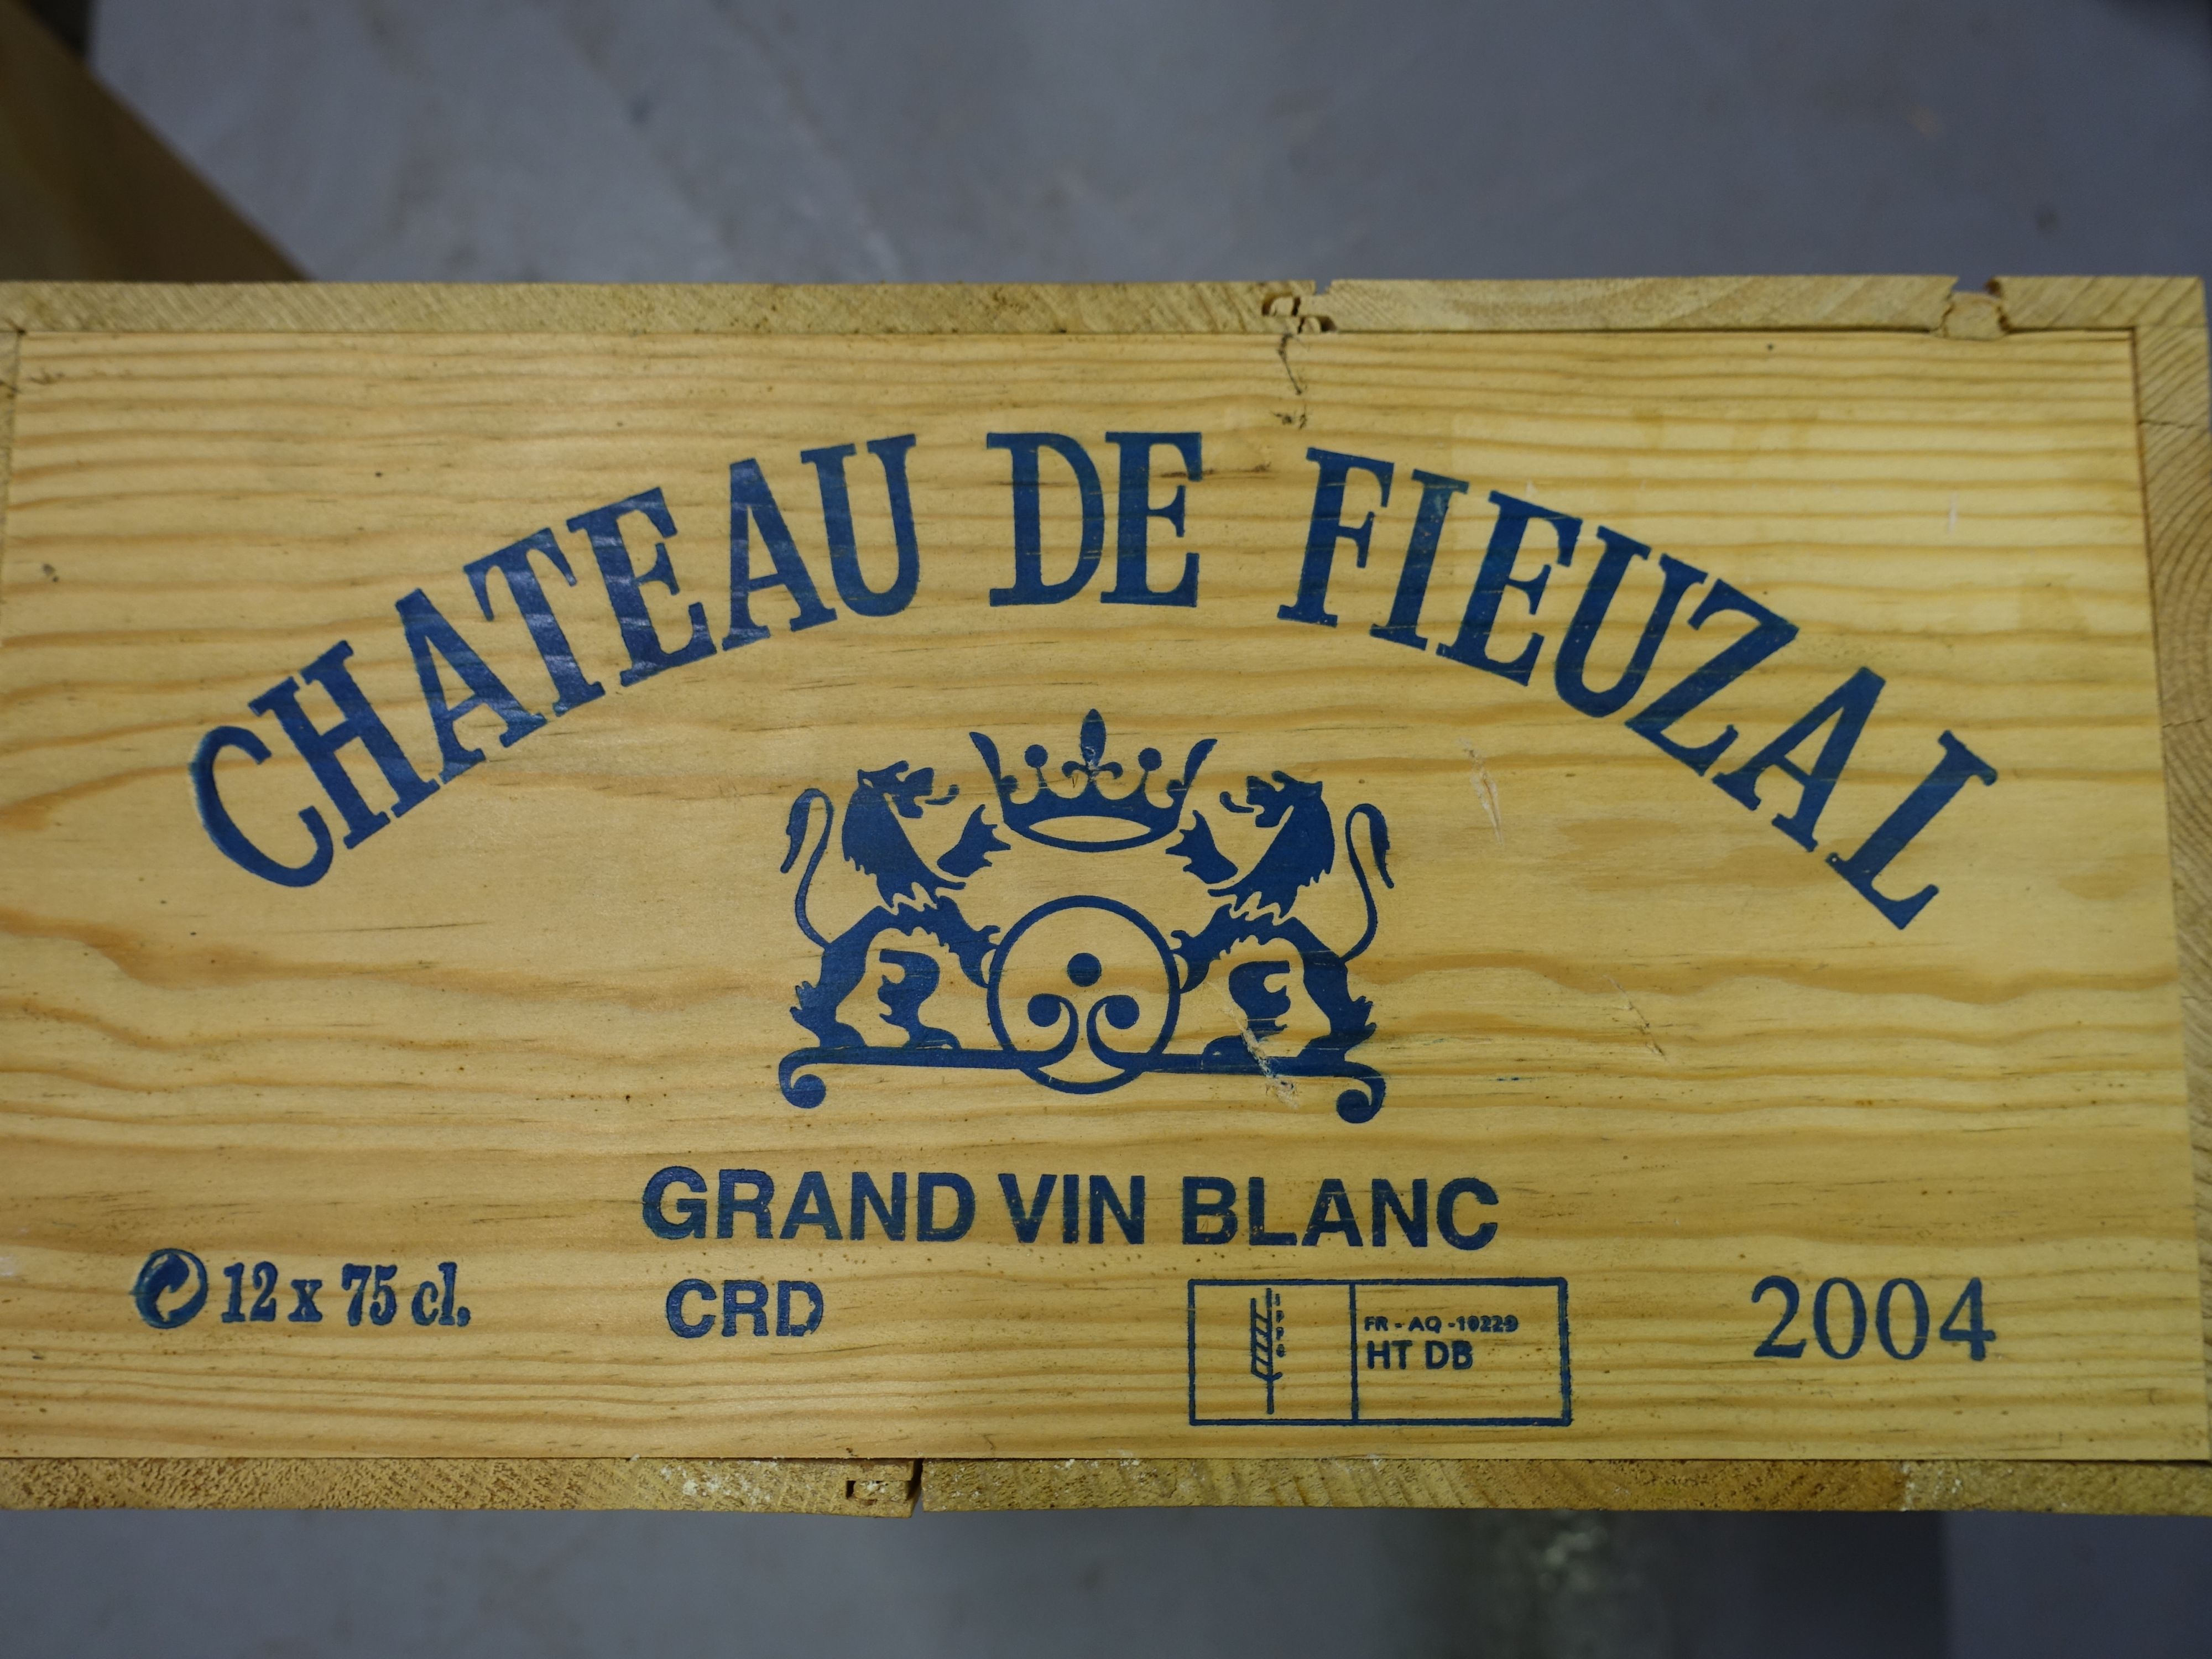 CHATEAU DE FIEUZAL
GRAND VIN BLANC
12 x 75 cl.
CRD
FR - AQ -10229
HT DB
2004